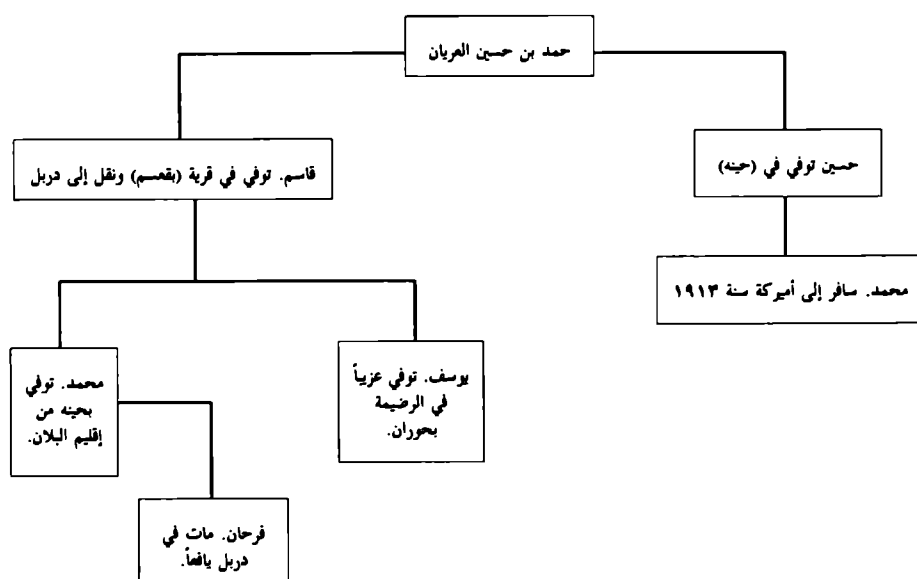 حمد بن حسين العريان
حسين توفي في (حينه)
قاسم. توفي في قرية (بقعسم) ونقل إلى دربل
محمد. سافر إلى أميركة سنة ١٩١٣
يوسف. توفي عزيباً
في الرضيمة
بحوران.
محمد. توفي
بحينه من
إقليم البلان.
فرحان. مات في
دربل يافعاً.